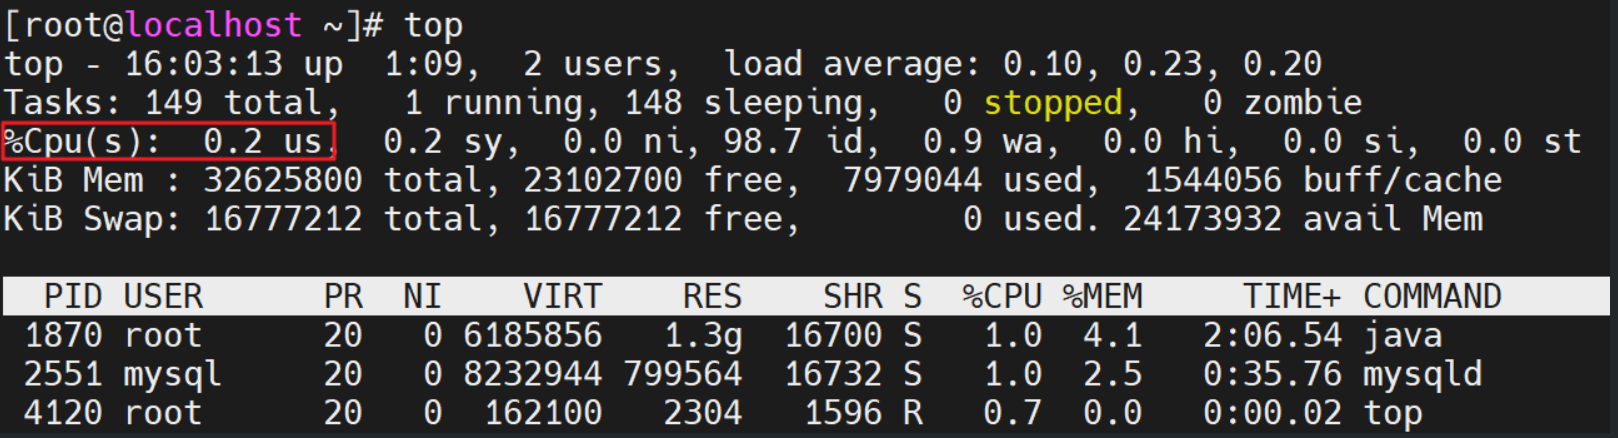 [root@localhost ~]# top
top - 16:03:13 up  1:09,  2 users,  load average: 0.10, 0.23, 0.20
Tasks: 149 total,   1 running, 148 sleeping,   0 stopped,   0 zombie
%Cpu(s):  0.2 us,  0.2 sy,  0.0 ni, 98.7 id,  0.9 wa,  0.0 hi,  0.0 si,  0.0 st
KiB Mem : 32625800 total, 23102700 free,  7979044 used,  1544056 buff/cache
KiB Swap: 16777212 total, 16777212 free,        0 used. 24173932 avail Mem
  PID USER      PR  NI    VIRT    RES    SHR S  %CPU %MEM     TIME+ COMMAND
 1870 root      20   0 6185856   1.3g  16700 S   1.0  4.1   2:06.54 java
 2551 mysql     20   0 8232944 799564  16732 S   1.0  2.5   0:35.76 mysqld
 4120 root      20   0  162100   2304   1596 R   0.7  0.0   0:00.02 top